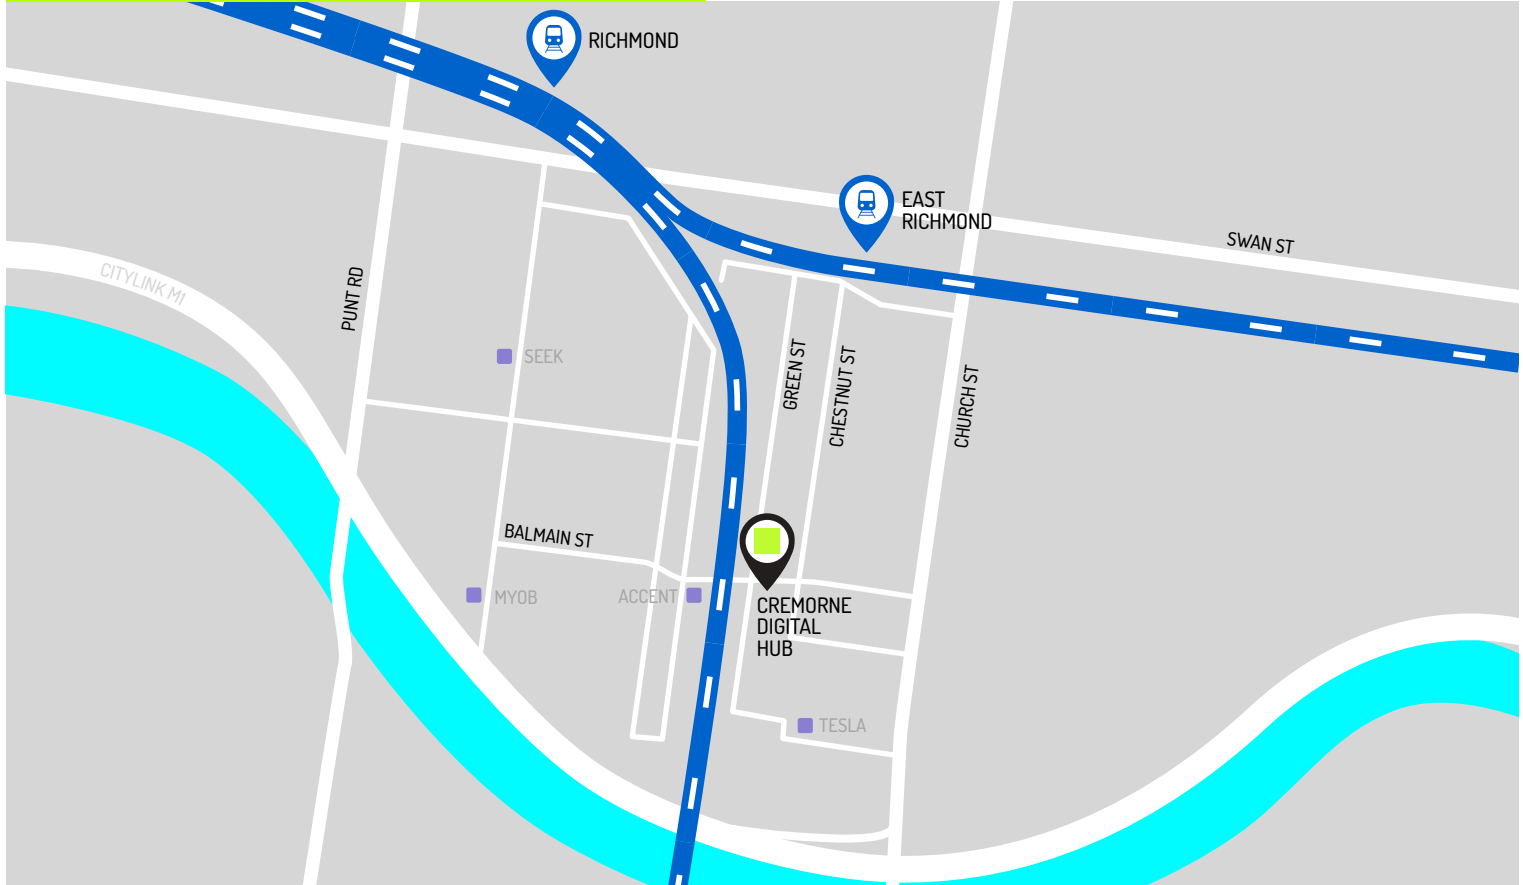 RICHMOND
EAST
RICHMOND
SWAN ST
CITYLINK M1
PUNT RD
SEEK
GREEN ST
CHESTNUT ST
CHURCH ST
BALMAIN ST
MYOB
ACCENT
CREMORNE
DIGITAL
HUB
TESLA